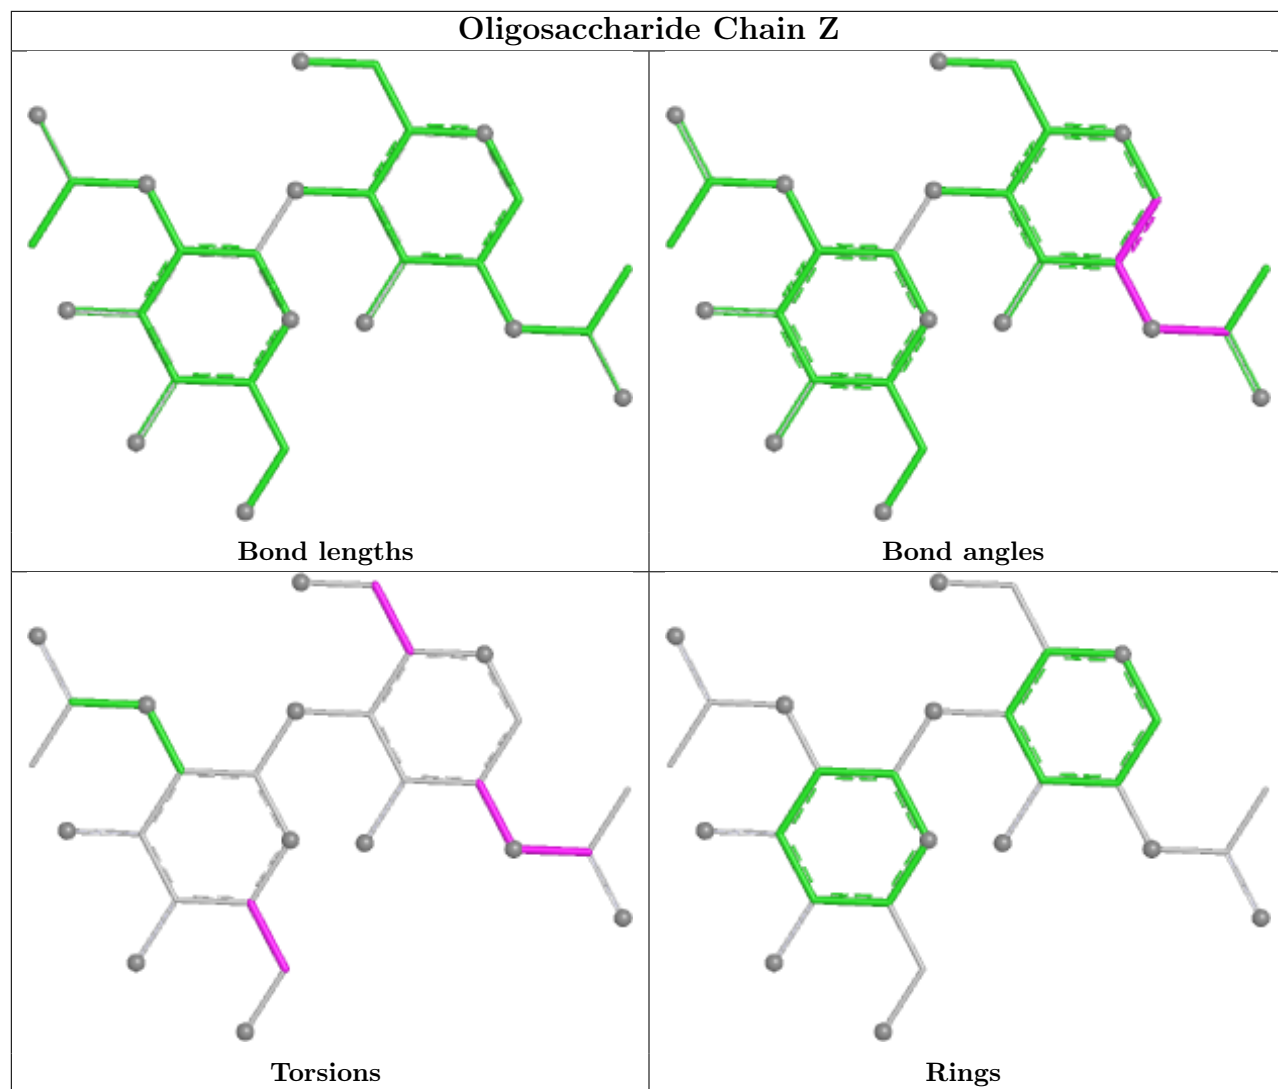 Oligosaccharide Chain Z
Bond lengths
Bond angles
Torsions
Rings